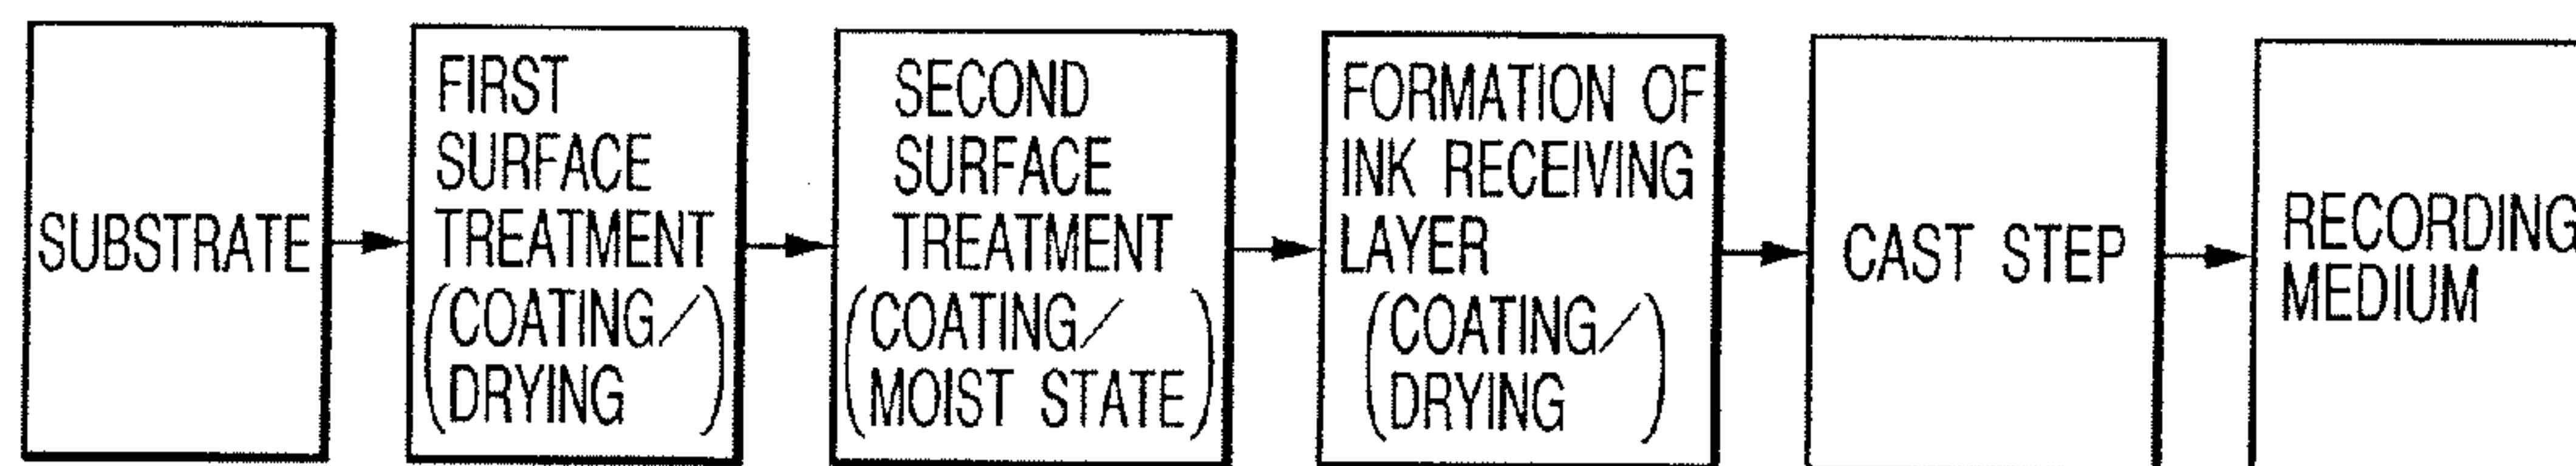 SUBSTRATE
FIRST
SURFACE
TREATMENT
(COATING/
DRYING)
SECOND
SURFACE
TREATMENT
(COATING/
MOIST STATE)
FORMATION OF
INK RECEIVING
LAYER
(COATING/
DRYING)
CAST STEP
RECORDING
MEDIUM